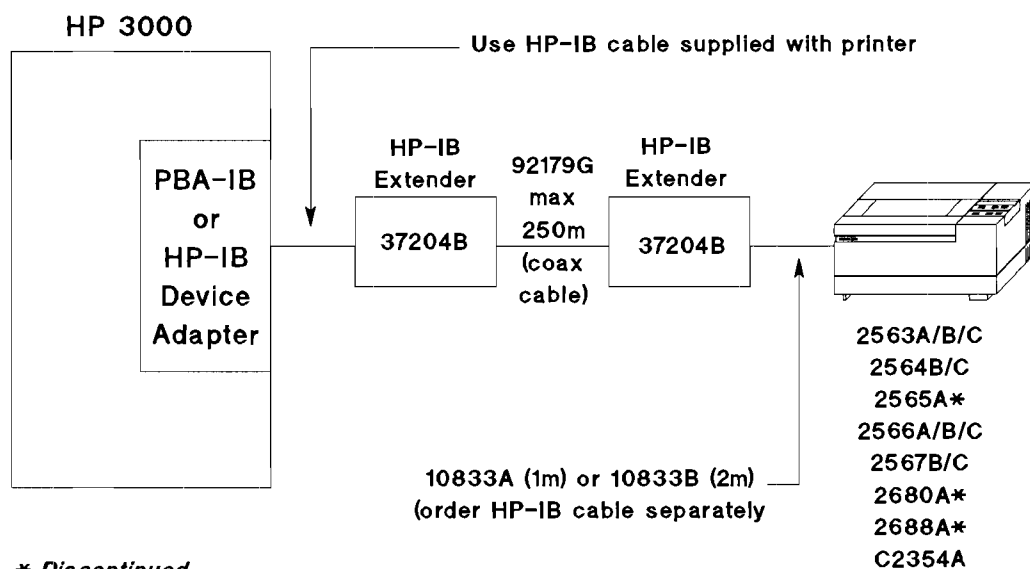 HP 3000
Use HP-IB cable supplied with printer
PBA-IB
or
HP-IB
Device
Adapter
HP-IB
Extender
37204B
92179G
max
250m
(coax
cable)
HP-IB
Extender
37204B
2563A/B/C
2564B/C
2565A*
2566A/B/C
2567B/C
2680A*
2688A*
C2354A
10833A (1m) or 10833B (2m)
(order HP-IB cable separately
* Discontinued